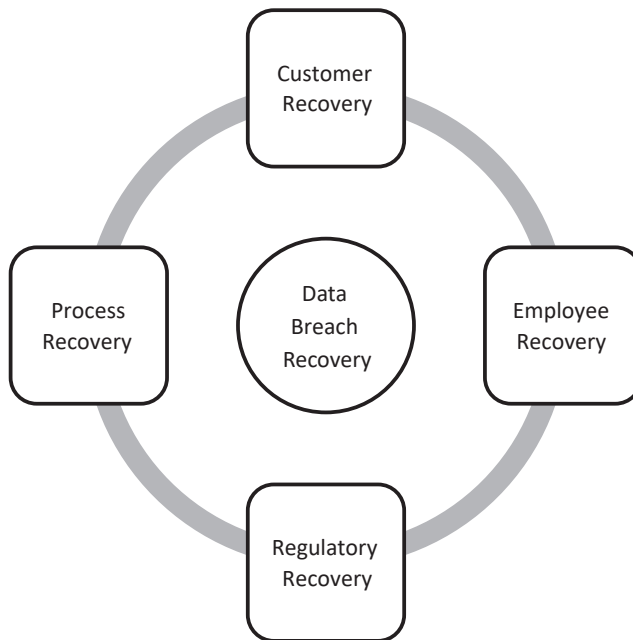 Customer
Recovery
Process
Recovery
Data
Breach
Recovery
Employee
Recovery
Regulatory
Recovery